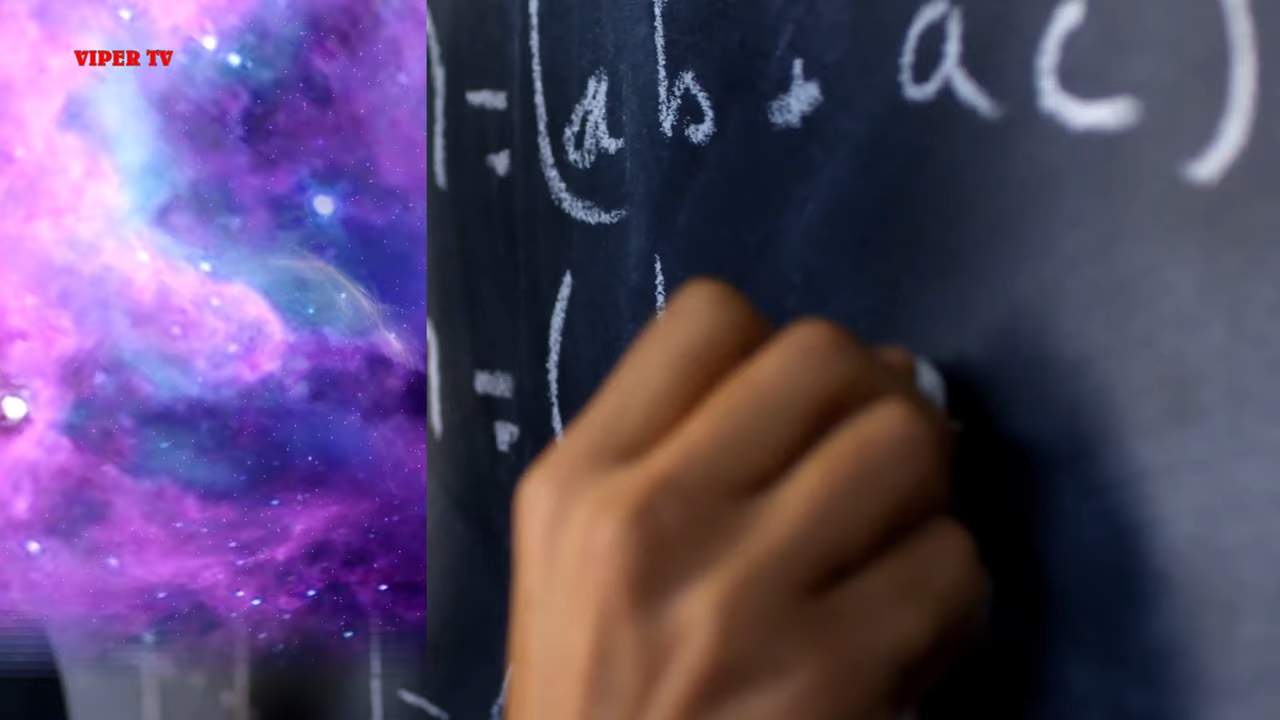 VIPER TV
) = (ab + ac)
= (